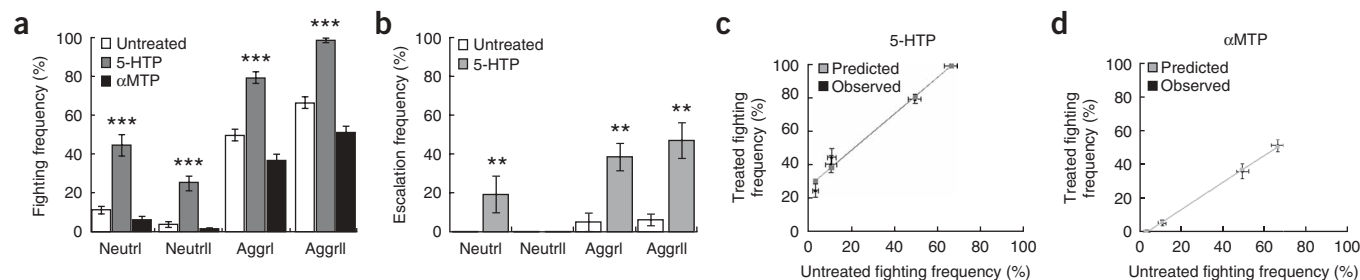 a
Fighting frequency (%)
100
80
60
40
20
0
Untreated
5-HTP
αMTP
***
***
***
***
NeutrI
NeutrII
AggrI
AggrII
b
Escalation frequency (%)
100
80
60
40
20
0
Untreated
5-HTP
**
**
**
NeutrI
NeutrII
AggrI
AggrII
c
5-HTP
Treated fighting
frequency (%)
100
80
60
40
20
0
Predicted
Observed
0
20
40
60
80
100
Untreated fighting frequency (%)
d
αMTP
Treated fighting
frequency (%)
100
80
60
40
20
0
Predicted
Observed
0
20
40
60
80
100
Untreated fighting frequency (%)